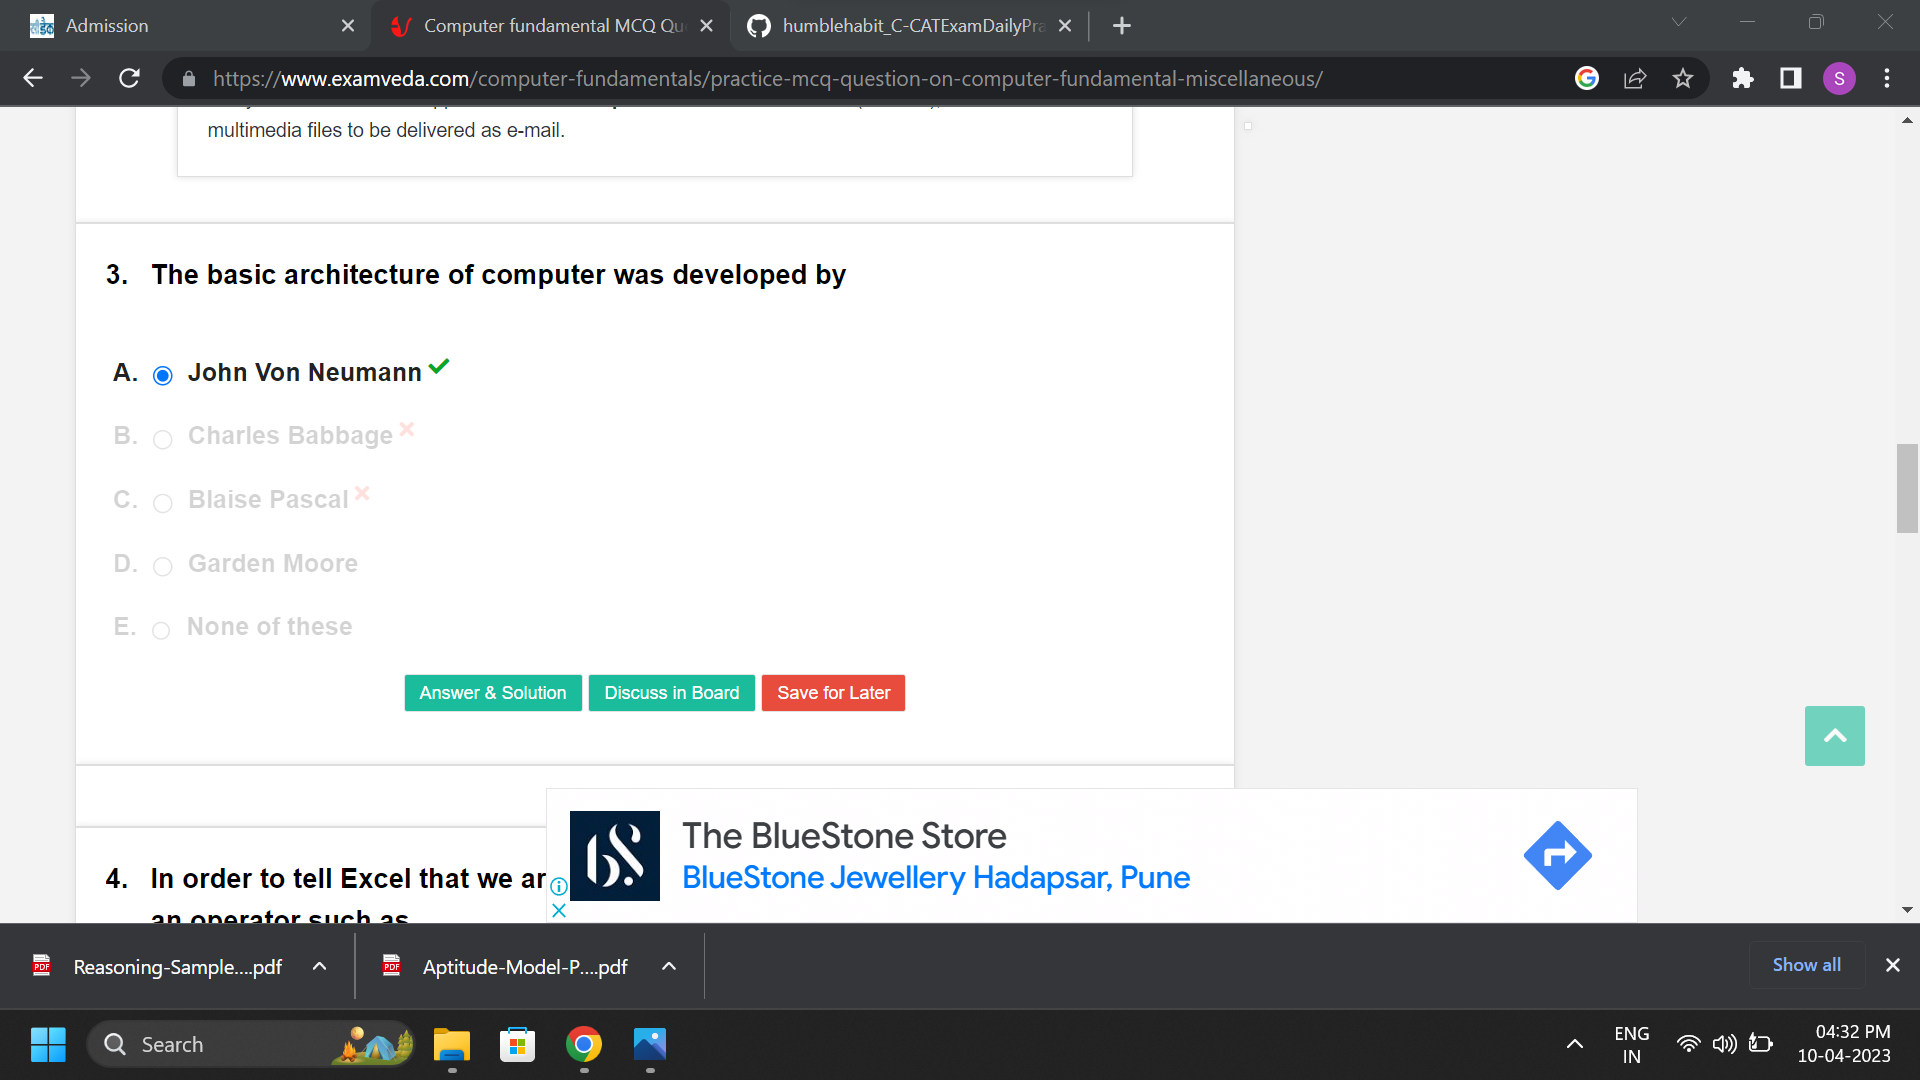 Admission
Computer fundamental MCQ Qu
humblehabit_C-CATExamDailyPra
https://www.examveda.com/computer-fundamentals/practice-mcq-question-on-computer-fundamental-miscellaneous/
S
multimedia files to be delivered as e-mail.
3. The basic architecture of computer was developed by
A. John Von Neumann
B. Charles Babbage
C. Blaise Pascal
D. Garden Moore
E. None of these
Answer & Solution
Discuss in Board
Save for Later
4. In order to tell Excel that we ar
an operator such as
The BlueStone Store
BlueStone Jewellery Hadapsar, Pune
PDF
Reasoning-Sample....pdf
PDF
Aptitude-Model-P....pdf
Show all
Search
ENG
IN
04:32 PM
10-04-2023